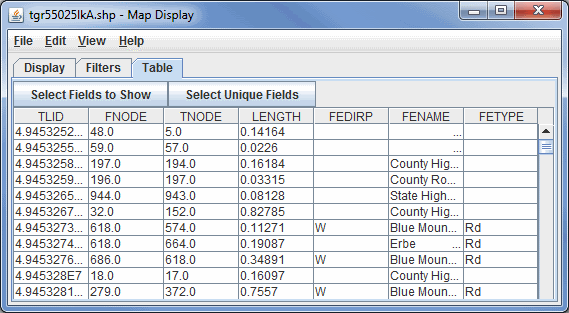 tgr55025lkA.shp - Map Display
File Edit View Help
Display Filters Table
Select Fields to Show Select Unique Fields
TLID FNODE TNODE LENGTH FEDIRP FENAME FETYPE
4.9453252... 48.0 5.0 0.14164 ...
4.9453255... 59.0 57.0 0.0226 ...
4.9453258... 197.0 194.0 0.16184 County Hig...
4.9453259... 196.0 197.0 0.03315 County Ro...
4.9453265... 944.0 943.0 0.08128 State High...
4.9453267... 32.0 152.0 0.82785 County Hig...
4.9453273... 618.0 574.0 0.11271 W Blue Moun... Rd
4.9453274... 618.0 664.0 0.19087 Erbe ... Rd
4.9453276... 686.0 618.0 0.34891 W Blue Moun... Rd
4.945328E7 18.0 17.0 0.16097 County Hig...
4.9453281... 279.0 372.0 0.7557 W Blue Moun... Rd